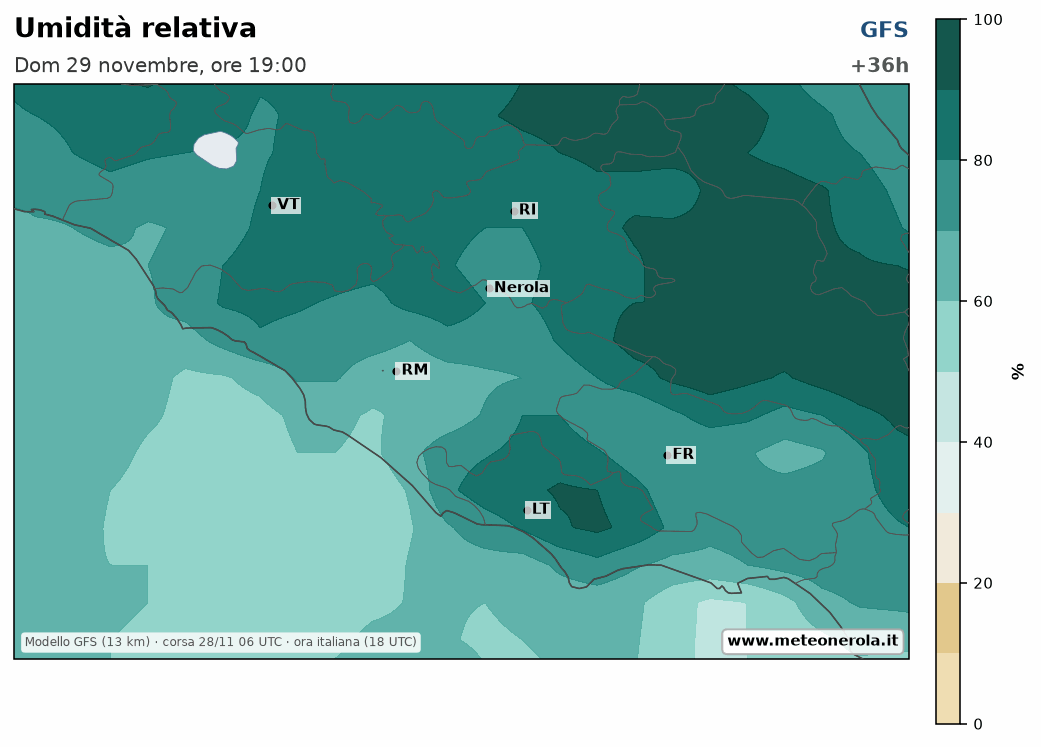 Umidità relativa
GFS
Dom 29 novembre, ore 19:00
+36h
VT
RI
Nerola
RM
FR
LT
Modello GFS (13 km) · corsa 28/11 06 UTC · ora italiana (18 UTC)
www.meteonerola.it
100
80
60
40
20
0
%